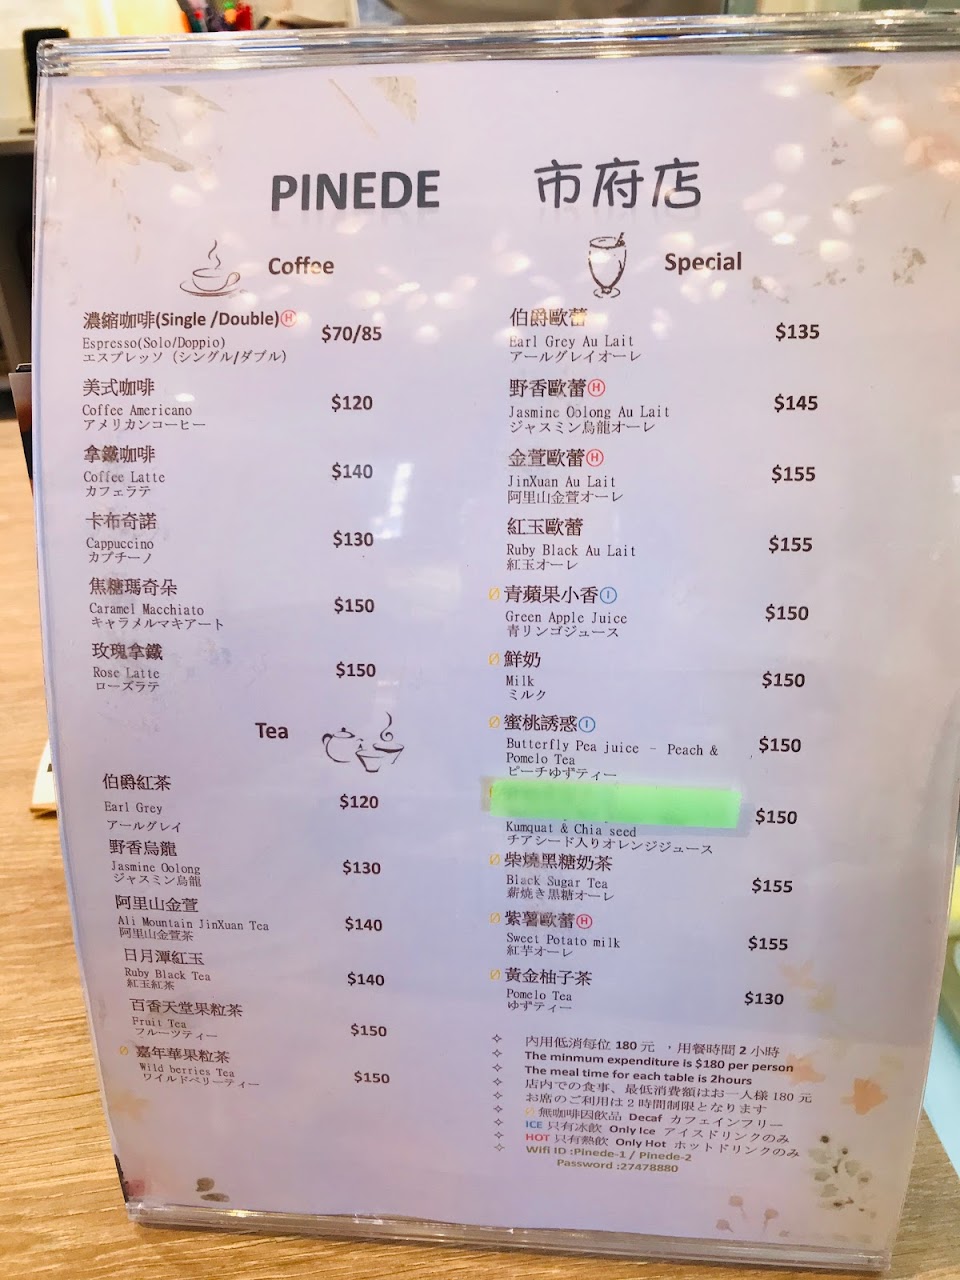 PINEDE 市府店
Coffee
濃縮咖啡(Single /Double)Ⓗ
$70/85
Espresso(Solo/Doppio)
エスプレッソ（シングル/ダブル）
美式咖啡
Coffee Americano
$120
アメリカンコーヒー
拿鐵咖啡
Coffee Latte
$140
カフェラテ
卡布奇諾
Cappuccino
$130
カプチーノ
焦糖瑪奇朵
Caramel Macchiato
$150
キャラメルマキアート
玫瑰拿鐵
Rose Latte
$150
ローズラテ
Tea
伯爵紅茶
Earl Grey
$120
アールグレイ
野香烏龍
Jasmine Oolong
$130
ジャスミン烏龍
阿里山金萱
Ali Mountain JinXuan Tea
$140
阿里山金萱茶
日月潭紅玉
Ruby Black Tea
$140
紅玉紅茶
百香天堂果粒茶
Fruit Tea
$150
フルーツティー
Ø 嘉年華果粒茶
Wild berries Tea
$150
ワイルドベリーティー
Special
伯爵歐蕾
Earl Grey Au Lait
$135
アールグレイオーレ
野香歐蕾Ⓗ
Jasmine Oolong Au Lait
$145
ジャスミン烏龍オーレ
金萱歐蕾Ⓗ
JinXuan Au Lait
$155
阿里山金萱オーレ
紅玉歐蕾
Ruby Black Au Lait
$155
紅玉オーレ
Ø 青蘋果小香Ⓘ
Green Apple Juice
$150
青リンゴジュース
Ø 鮮奶
Milk
$150
ミルク
Ø 蜜桃誘惑Ⓘ
Butterfly Pea juice – Peach &
$150
Pomelo Tea
ピーチゆずティー
$150
Kumquat & Chia seed
チアシード入りオレンジジュース
Ø 柴燒黑糖奶茶
Black Sugar Tea
$155
薪焼き黒糖オーレ
Ø 紫薯歐蕾Ⓗ
Sweet Potato milk
$155
紅芋オーレ
Ø 黃金柚子茶
Pomelo Tea
$130
ゆずティー
內用低消每位 180 元 ，用餐時間 2 小時
The minmum expenditure is $180 per person
The meal time for each table is 2hours
店内での食事、最低消費額はお一人様 180 元
お席のご利用は 2 時間制限となります
Ø 無咖啡因飲品 Decaf カフェインフリー
ICE 只有冰飲 Only Ice アイスドリンクのみ
HOT 只有熱飲 Only Hot ホットドリンクのみ
Wifi ID :Pinede-1 / Pinede-2
Password :27478880